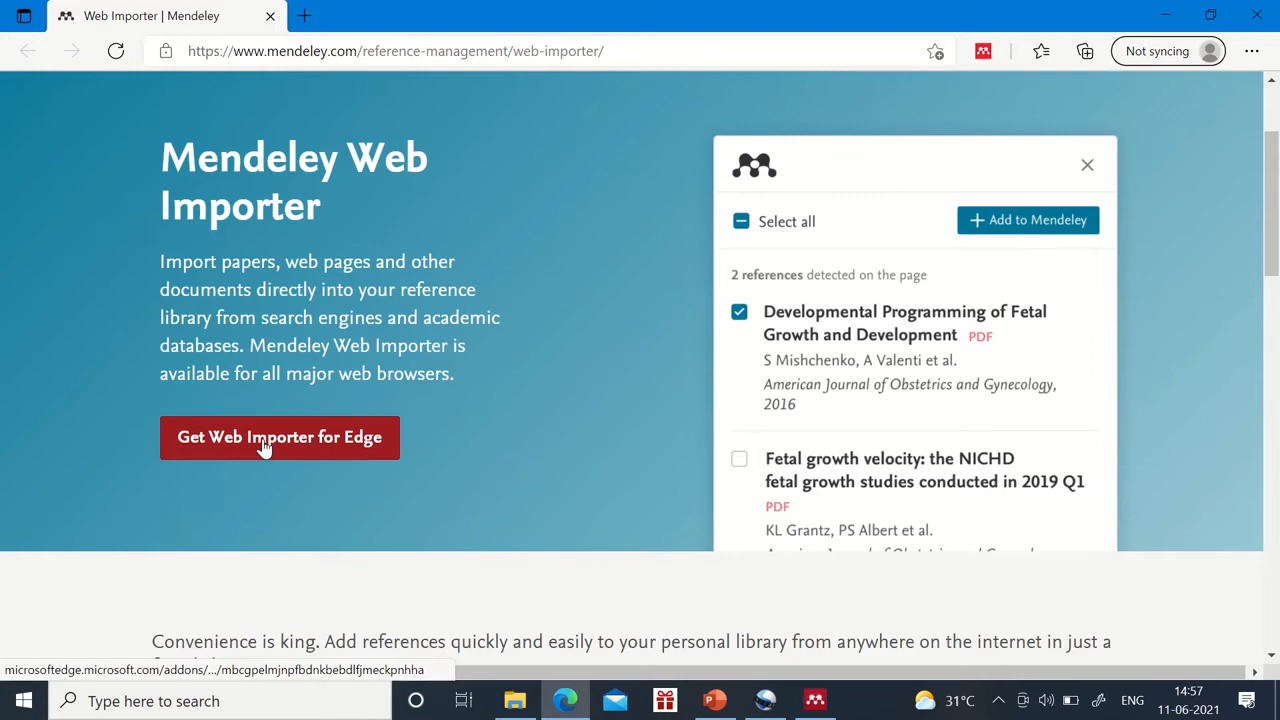 Web Importer | Mendeley
https://www.mendeley.com/reference-management/web-importer/
Not syncing
Mendeley Web
Importer
Import papers, web pages and other
documents directly into your reference
library from search engines and academic
databases. Mendeley Web Importer is
available for all major web browsers.
Get Web Importer for Edge
Select all
+ Add to Mendeley
2 references detected on the page
Developmental Programming of Fetal
Growth and Development PDF
S Mishchenko, A Valenti et al.
American Journal of Obstetrics and Gynecology,
2016
Fetal growth velocity: the NICHD
fetal growth studies conducted in 2019 Q1
PDF
KL Grantz, PS Albert et al.
Convenience is king. Add references quickly and easily to your personal library from anywhere on the internet in just a
microsoftedge.microsoft.com/addons/.../mbcgpelmjnpfbdnkbebdlfjmeckpnhha
Type here to search
31°C
ENG
14:57
11-06-2021